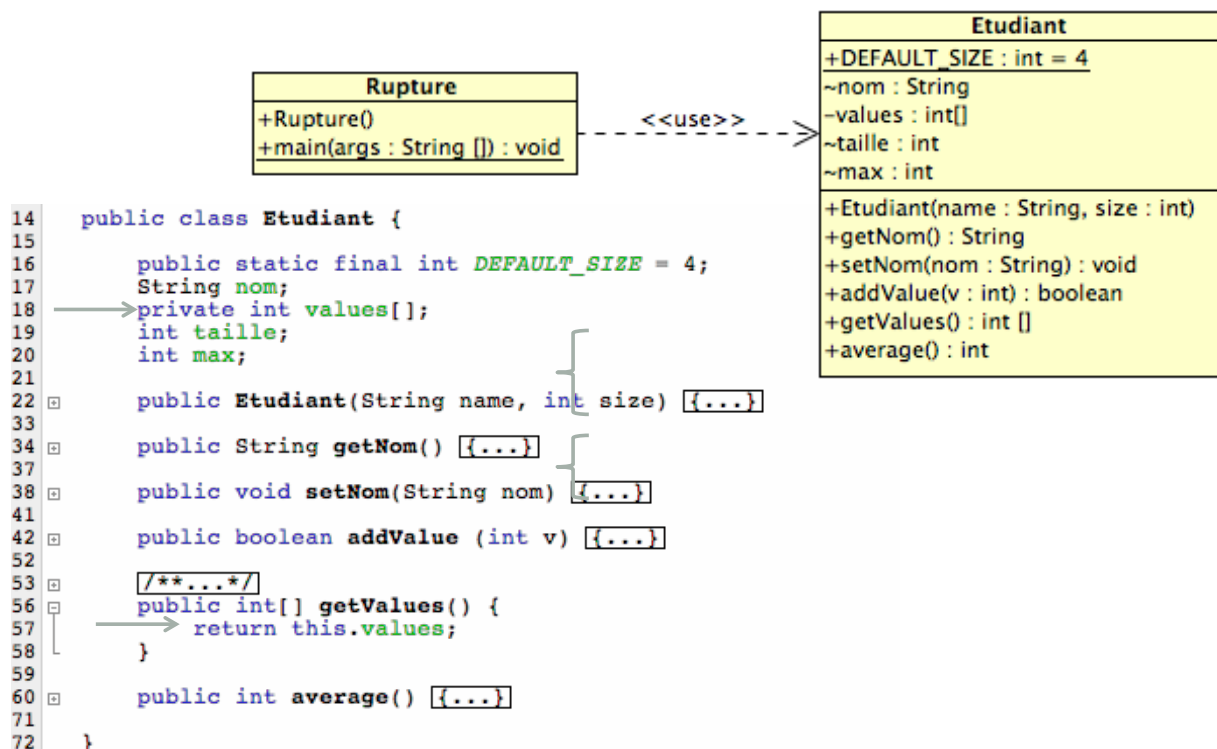 Rupture
+Rupture()
+main(args : String []) : void
<<use>>
Etudiant
+DEFAULT_SIZE : int = 4
~nom : String
-values : int[]
~taille : int
~max : int
+Etudiant(name : String, size : int)
+getNom() : String
+setNom(nom : String) : void
+addValue(v : int) : boolean
+getValues() : int []
+average() : int
14 public class Etudiant {
15
16 public static final int DEFAULT_SIZE = 4;
17 String nom;
18 private int values[];
19 int taille;
20 int max;
21
22 public Etudiant(String name, int size) {...}
33
34 public String getNom() {...}
37
38 public void setNom(String nom) {...}
41
42 public boolean addValue (int v) {...}
52
53 /**...*/
56 public int[] getValues() {
57 return this.values;
58 }
59
60 public int average() {...}
71
72 }